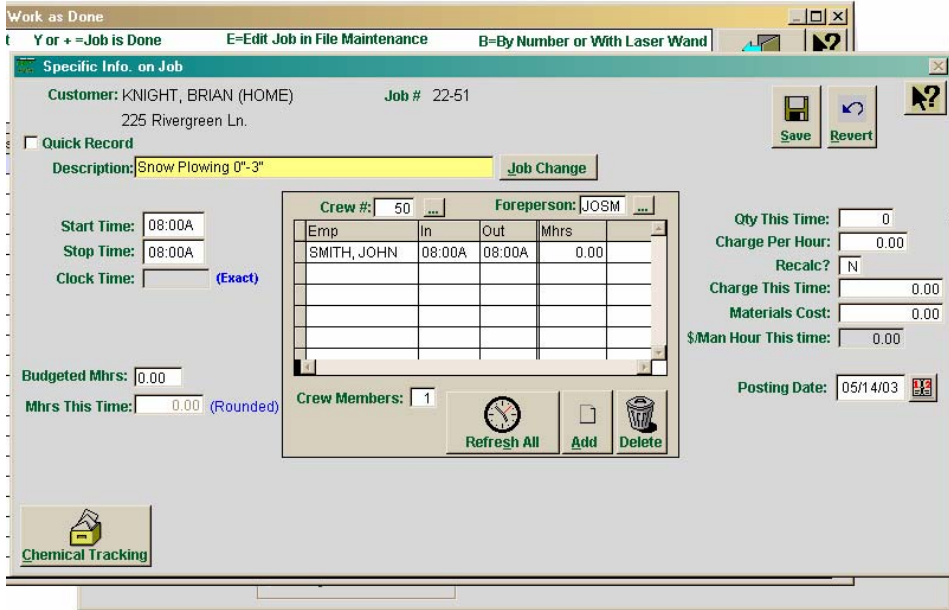 Work as Done
t Y or + =Job is Done E=Edit Job in File Maintenance B=By Number or With Laser Wand
Specific Info. on Job
Customer: KNIGHT, BRIAN (HOME) Job # 22-51
225 Rivergreen Ln.
Quick Record
Save Revert
Description: Snow Plowing 0"-3" Job Change
Crew #: 50 ... Foreperson: JOSM ...
Start Time: 08:00A
Stop Time: 08:00A
Clock Time: (Exact)
Emp In Out Mhrs
SMITH, JOHN 08:00A 08:00A 0.00
Qty This Time: 0
Charge Per Hour: 0.00
Recalc? N
Charge This Time: 0.00
Materials Cost: 0.00
$/Man Hour This time: 0.00
Budgeted Mhrs: 0.00
Mhrs This Time: 0.00 (Rounded)
Crew Members: 1
Refresh All Add Delete
Posting Date: 05/14/03
Chemical Tracking